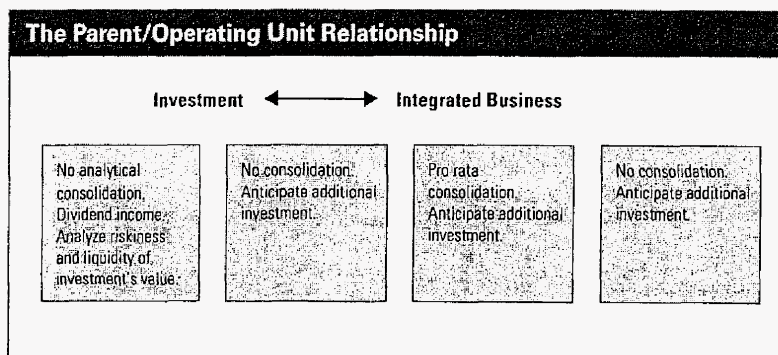 The Parent/Operating Unit Relationship
Investment ⟷ Integrated Business
No analytical
consolidation.
Dividend income.
Analyze riskiness
and liquidity of
investment's value.
No consolidation.
Anticipate additional
investment.
Pro rata
consolidation.
Anticipate additional
investment.
No consolidation.
Anticipate additional
investment.